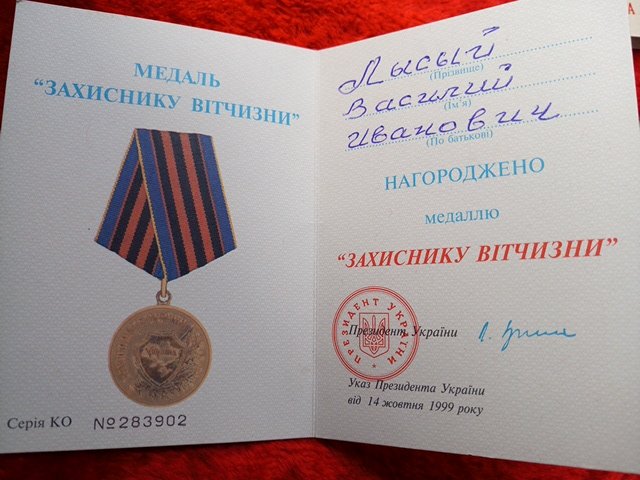 МЕДАЛЬ
“ЗАХИСНИКУ ВІТЧИЗНИ”
Серія КО №283902
Лысый
(Прізвище)
Василий
(Ім'я)
Иванович
(По батькові)
НАГОРОДЖЕНО
медаллю
“ЗАХИСНИКУ ВІТЧИЗНИ”
ПРЕЗИДЕНТ УКРАЇНИ
Президент України
Указ Президента України
від 14 жовтня 1999 року